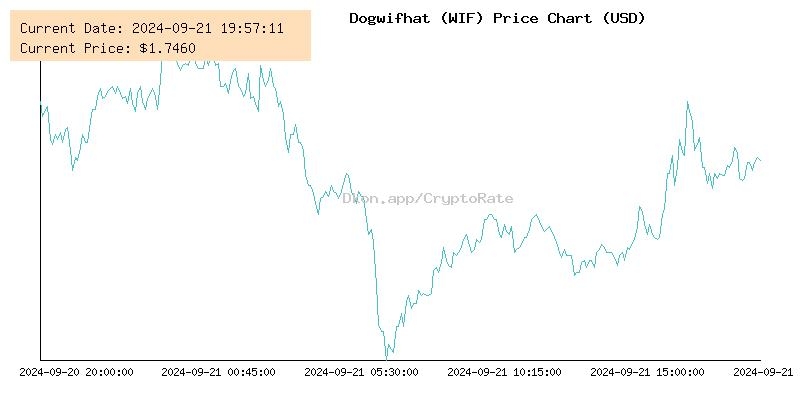 Dogwifhat (WIF) Price Chart (USD)
Current Date: 2024-09-21 19:57:11
Current Price: $1.7460
DWon.app/CryptoRate
2024-09-20 20:00:00 2024-09-21 00:45:00 2024-09-21 05:30:00 2024-09-21 10:15:00 2024-09-21 15:00:00 2024-09-21